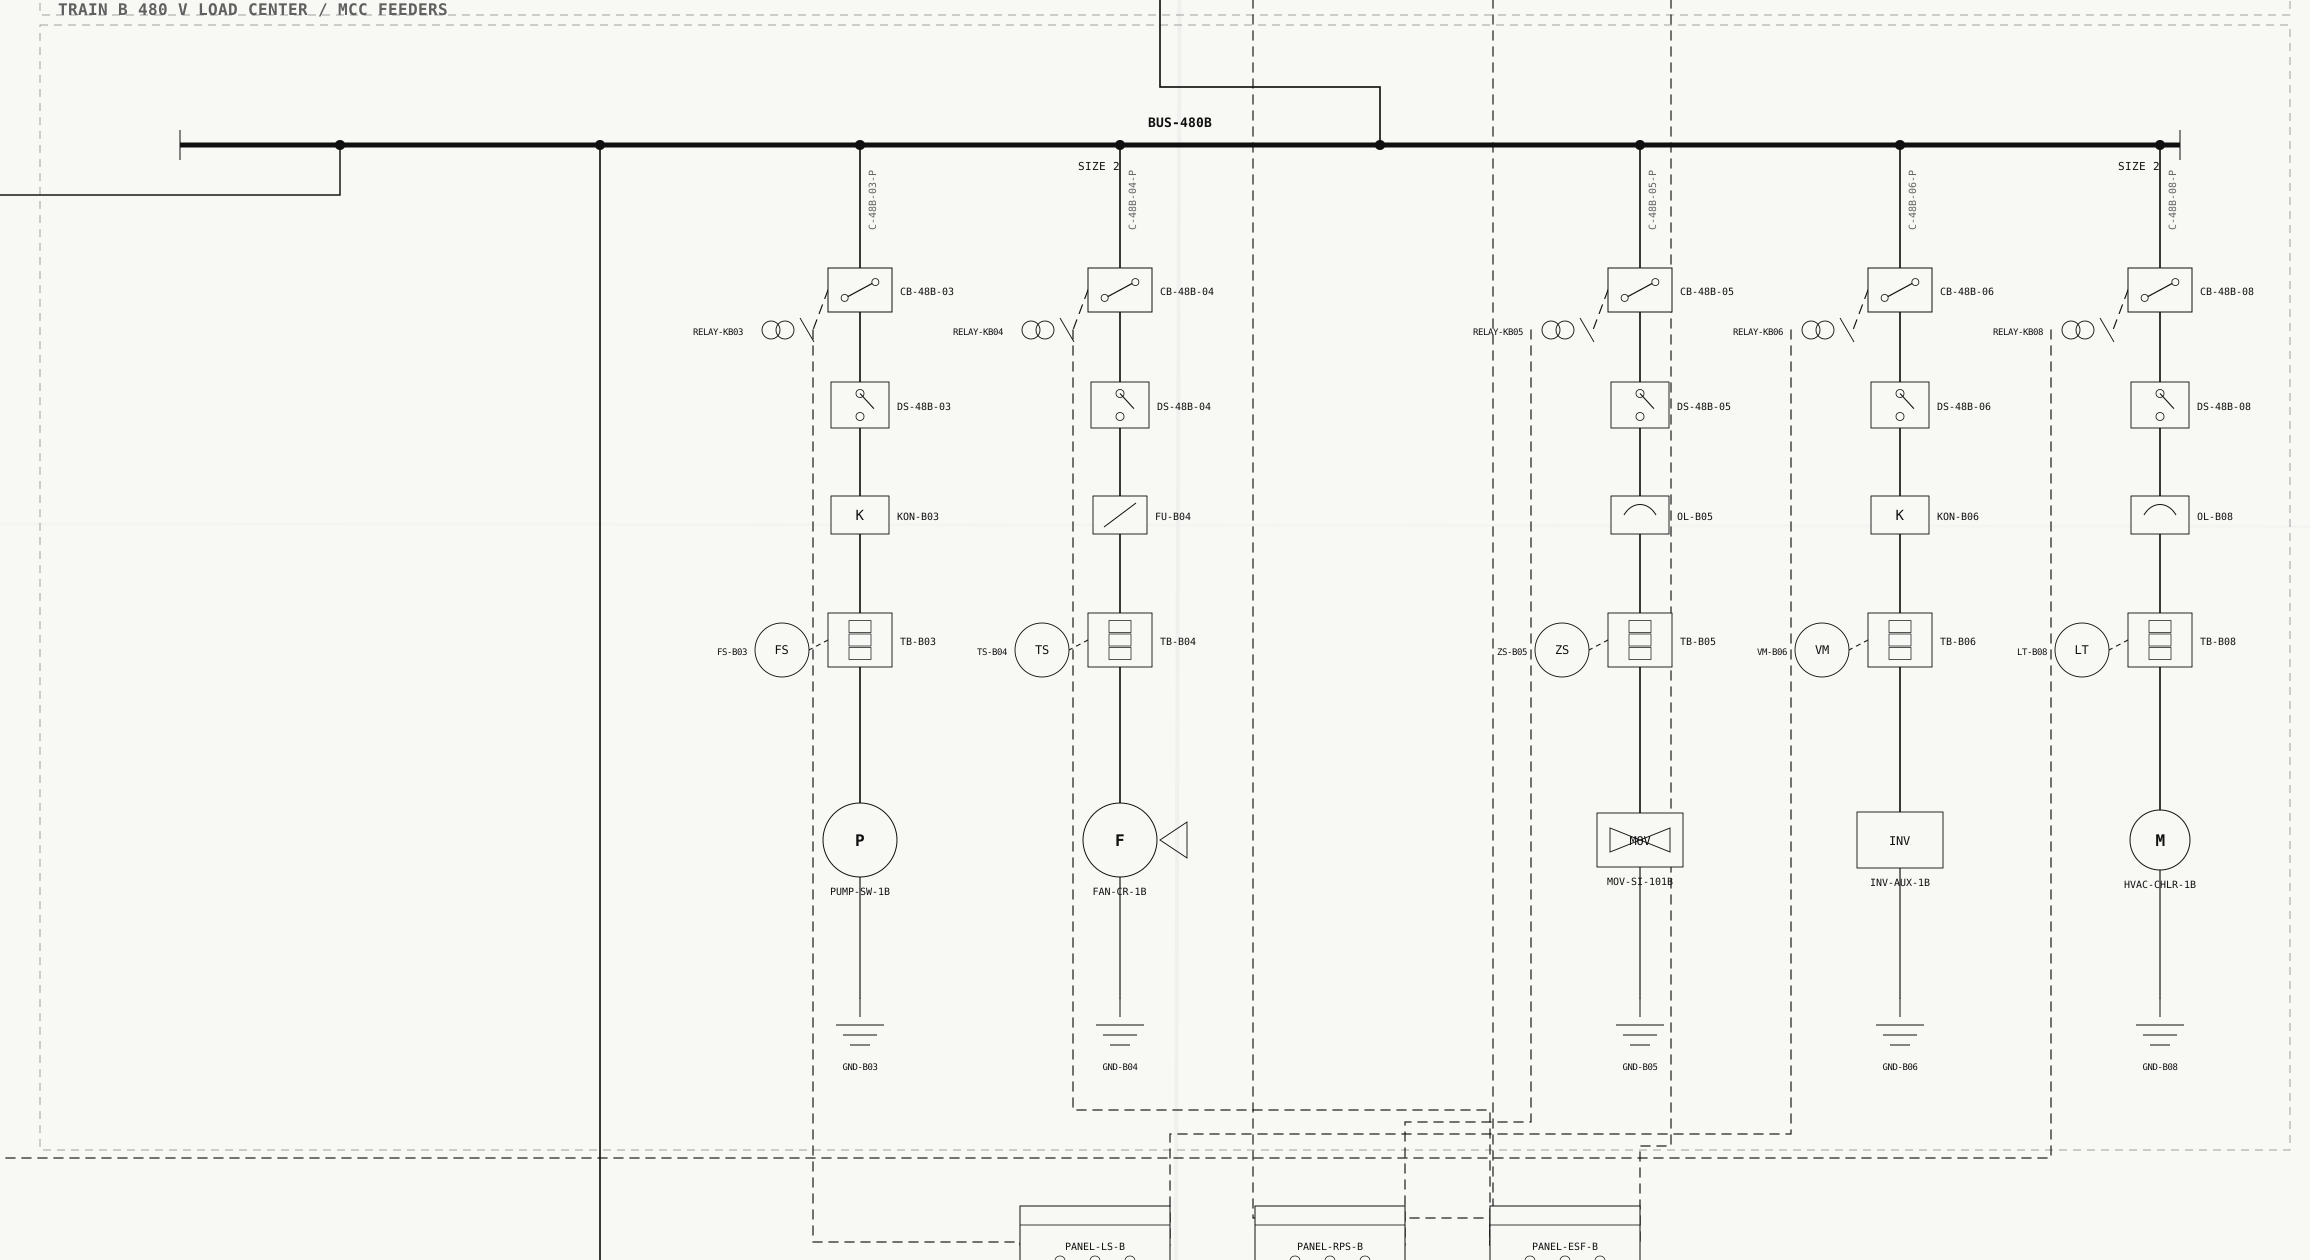 TRAIN B 480 V LOAD CENTER / MCC FEEDERS
BUS-480B
SIZE 2
SIZE 2
C-48B-03-P
C-48B-04-P
C-48B-05-P
C-48B-06-P
C-48B-08-P
CB-48B-03
CB-48B-04
CB-48B-05
CB-48B-06
CB-48B-08
RELAY-KB03
RELAY-KB04
RELAY-KB05
RELAY-KB06
RELAY-KB08
DS-48B-03
DS-48B-04
DS-48B-05
DS-48B-06
DS-48B-08
K
KON-B03
FU-B04
OL-B05
K
KON-B06
OL-B08
FS-B03
FS
TB-B03
TS-B04
TS
TB-B04
ZS-B05
ZS
TB-B05
VM-B06
VM
TB-B06
LT-B08
LT
TB-B08
P
F
MOV
INV
M
PUMP-SW-1B
FAN-CR-1B
MOV-SI-101B
INV-AUX-1B
HVAC-CHLR-1B
GND-B03
GND-B04
GND-B05
GND-B06
GND-B08
PANEL-LS-B
PANEL-RPS-B
PANEL-ESF-B